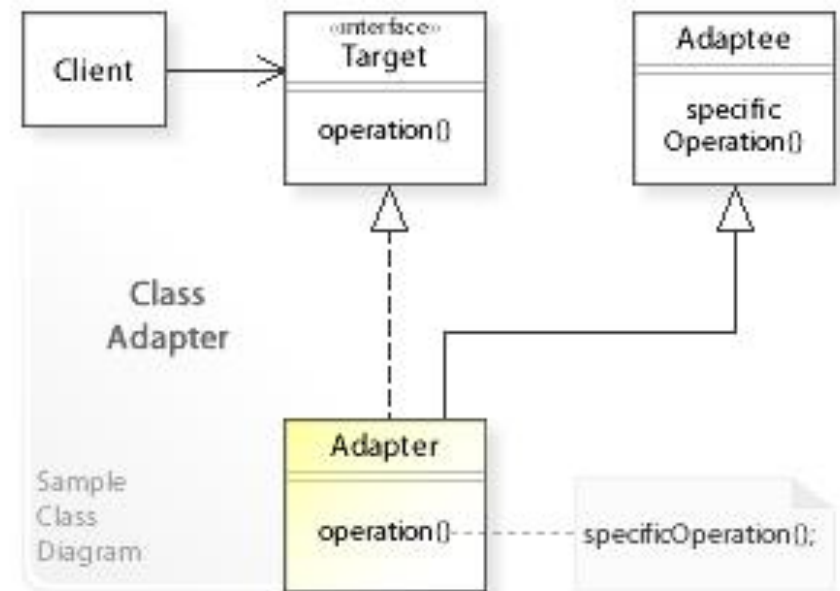 Client
«interface»
Target
operation()
Adaptee
specific
Operation()
Class
Adapter
Adapter
operation()
specificOperation();
Sample
Class
Diagram